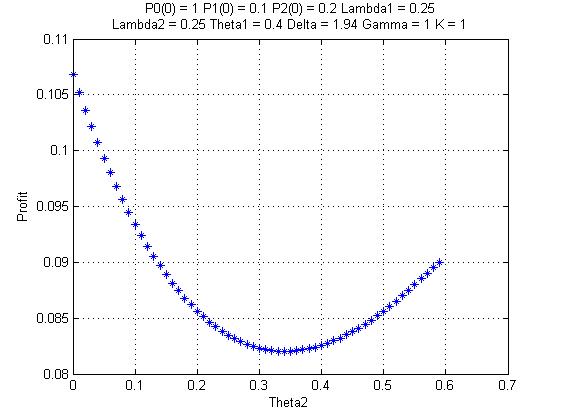 P0(0) = 1 P1(0) = 0.1 P2(0) = 0.2 Lambda1 = 0.25
Lambda2 = 0.25 Theta1 = 0.4 Delta = 1.94 Gamma = 1 K = 1
0.11
0.105
0.1
0.095
0.09
0.085
0.08
Profit
0 0.1 0.2 0.3 0.4 0.5 0.6 0.7
Theta2